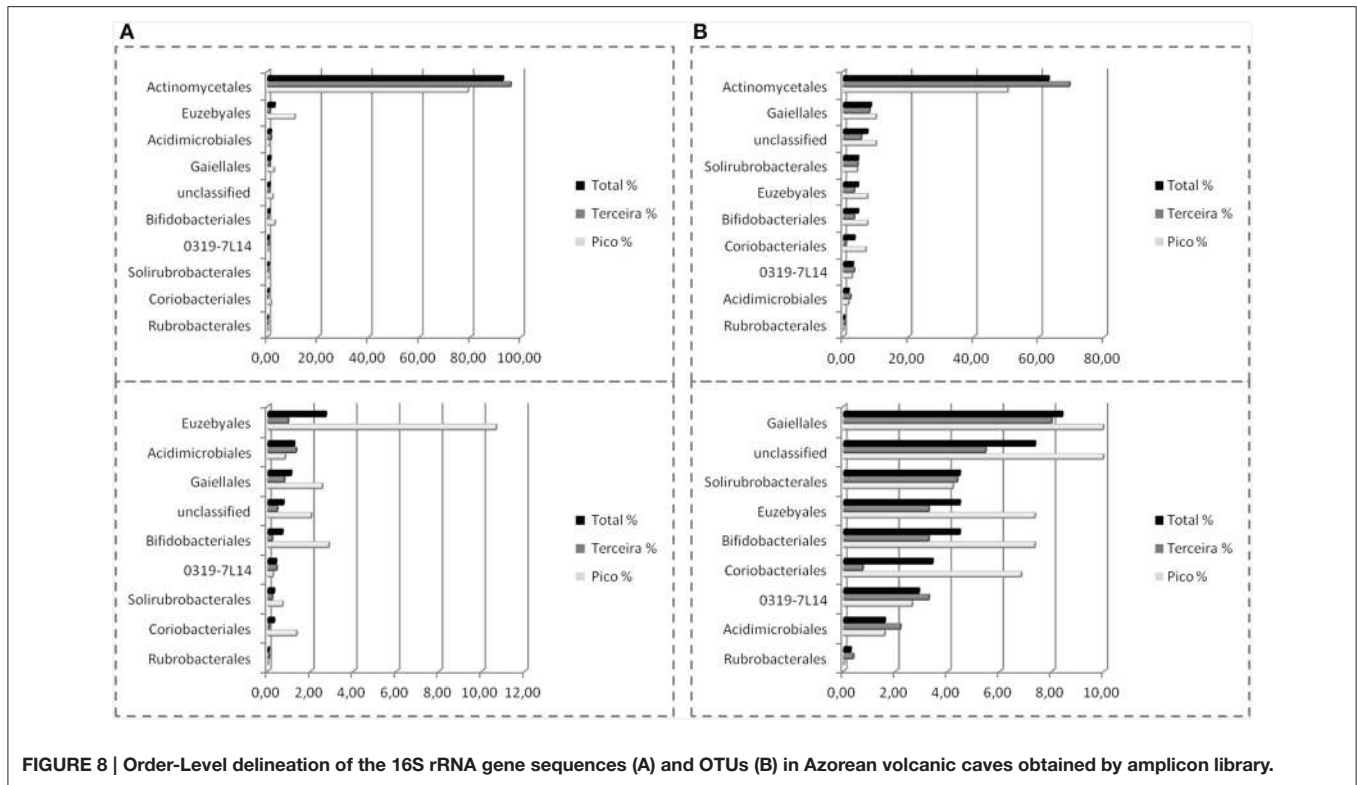 A
Actinomycetales
Euzebyales
Acidimicrobiales
Gaiellales
unclassified
Bifidobacteriales
0319-7L14
Solirubrobacterales
Coriobacteriales
Rubrobacterales
Total %
Terceira %
Pico %
0,00 20,00 40,00 60,00 80,00 100,00
Euzebyales
Acidimicrobiales
Gaiellales
unclassified
Bifidobacteriales
0319-7L14
Solirubrobacterales
Coriobacteriales
Rubrobacterales
Total %
Terceira %
Pico %
0,00 2,00 4,00 6,00 8,00 10,00 12,00
B
Actinomycetales
Gaiellales
unclassified
Solirubrobacterales
Euzebyales
Bifidobacteriales
Coriobacteriales
0319-7L14
Acidimicrobiales
Rubrobacterales
Total %
Terceira %
Pico %
0,00 20,00 40,00 60,00 80,00
Gaiellales
unclassified
Solirubrobacterales
Euzebyales
Bifidobacteriales
Coriobacteriales
0319-7L14
Acidimicrobiales
Rubrobacterales
Total %
Terceira %
Pico %
0,00 2,00 4,00 6,00 8,00 10,00
FIGURE 8 | Order-Level delineation of the 16S rRNA gene sequences (A) and OTUs (B) in Azorean volcanic caves obtained by amplicon library.